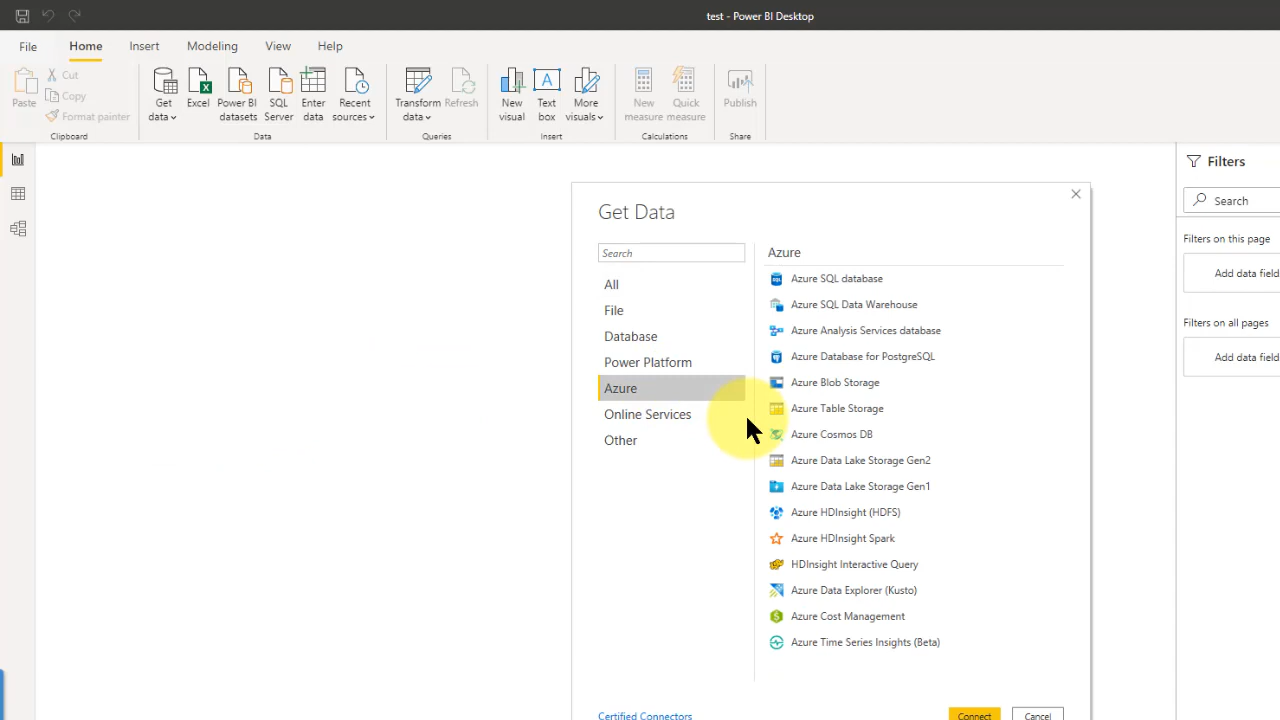 test - Power BI Desktop
File Home Insert Modeling View Help
Paste
Cut
Copy
Format painter
Clipboard
Get data
Excel
Power BI datasets
SQL Server
Enter data
Recent sources
Data
Transform data
Refresh
Queries
New visual
Text box
More visuals
Insert
New measure
Quick measure
Calculations
Publish
Share
Get Data
Search
All
File
Database
Power Platform
Azure
Online Services
Other
Azure
Azure SQL database
Azure SQL Data Warehouse
Azure Analysis Services database
Azure Database for PostgreSQL
Azure Blob Storage
Azure Table Storage
Azure Cosmos DB
Azure Data Lake Storage Gen2
Azure Data Lake Storage Gen1
Azure HDInsight (HDFS)
Azure HDInsight Spark
HDInsight Interactive Query
Azure Data Explorer (Kusto)
Azure Cost Management
Azure Time Series Insights (Beta)
Certified Connectors
Connect
Cancel
Filters
Search
Filters on this page
Add data field
Filters on all pages
Add data field